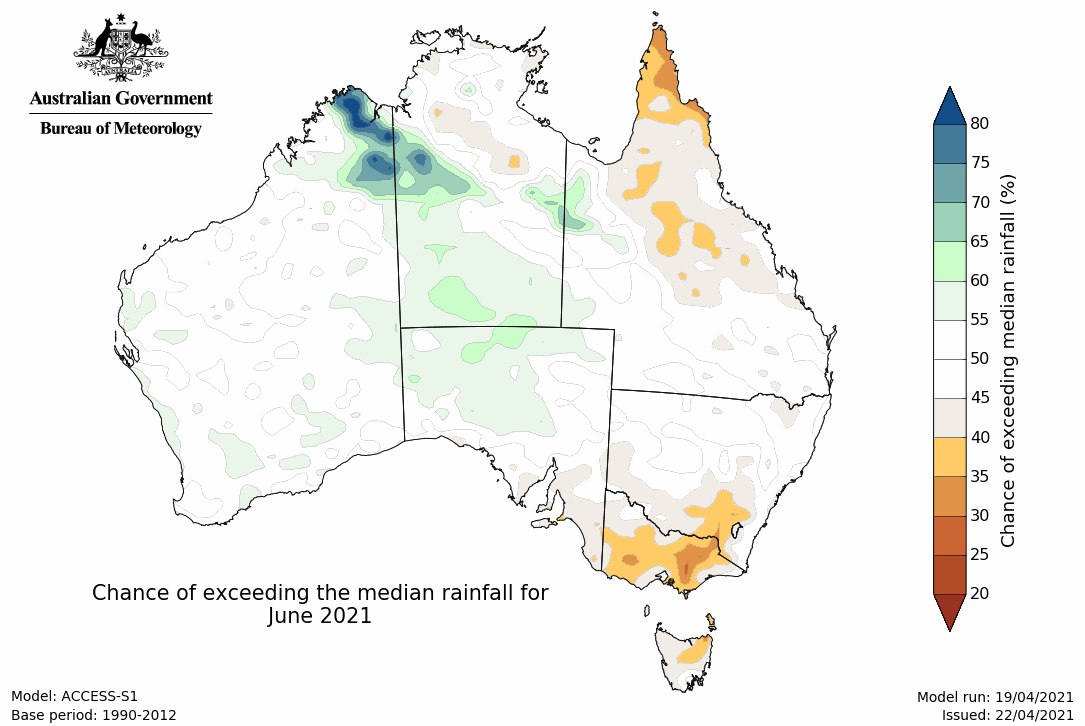 Australian Government
Bureau of Meteorology
80
75
70
65
60
55
50
45
40
35
30
25
20
Chance of exceeding median rainfall (%)
Chance of exceeding the median rainfall for
June 2021
Model: ACCESS-S1
Base period: 1990-2012
Model run: 19/04/2021
Issued: 22/04/2021